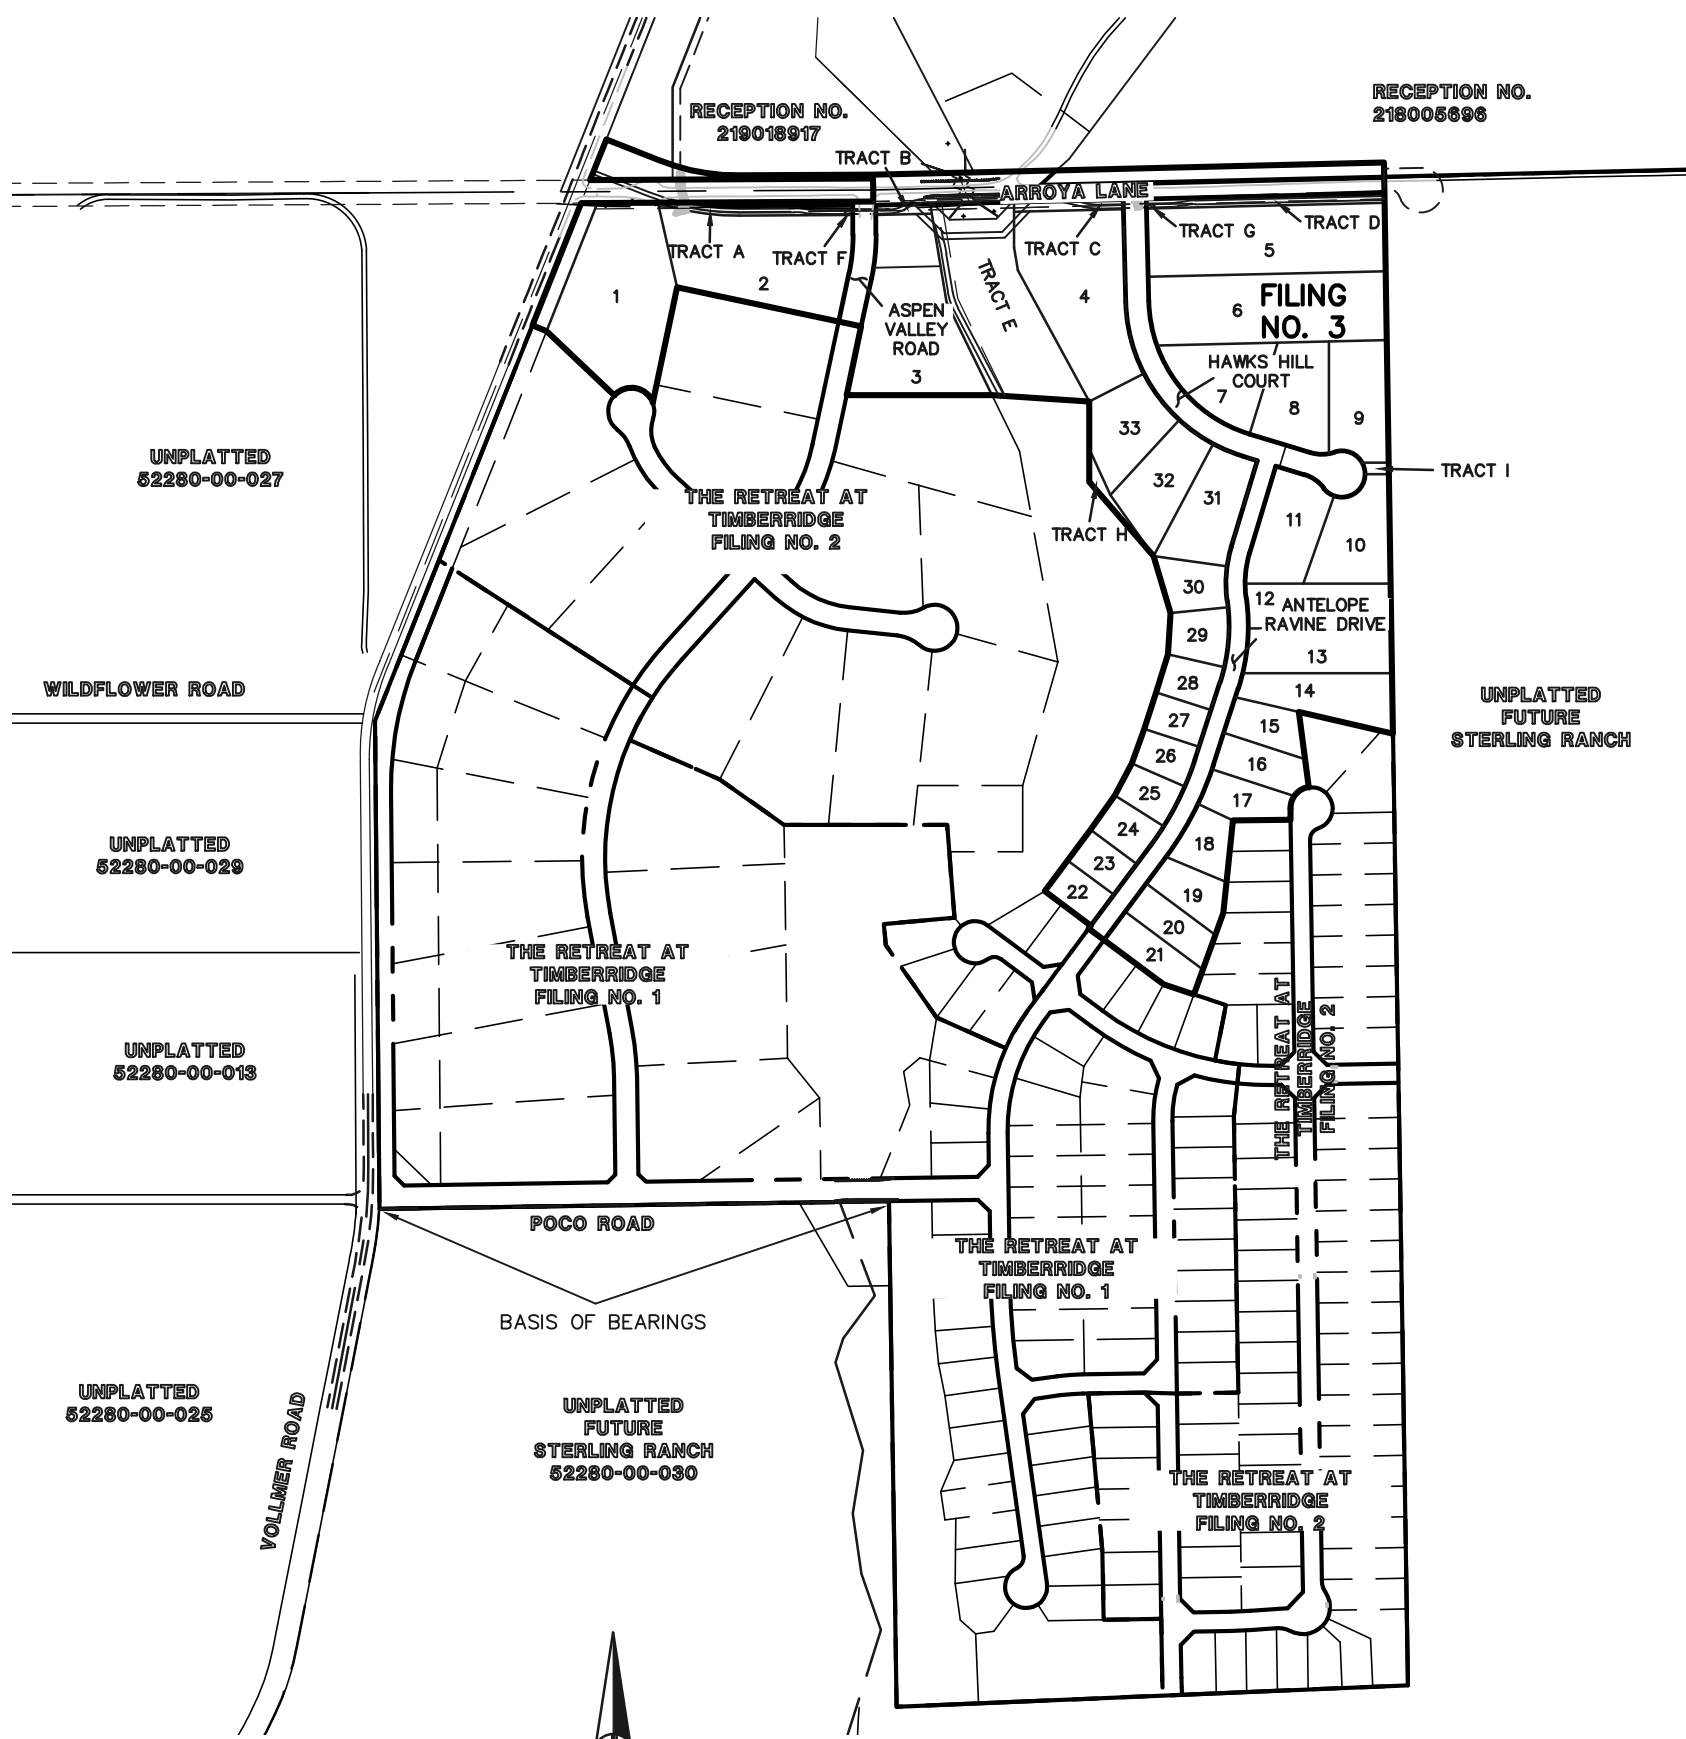 RECEPTION NO.
218005696
RECEPTION NO.
219018917
TRACT B
ARROYA LANE
TRACT D
TRACT G
TRACT C
TRACT A
TRACT F
5
TRACT E
1
2
4
FILING
NO. 3
6
ASPEN
VALLEY
ROAD
3
HAWKS HILL
COURT
7
8
9
33
TRACT I
32
31
11
10
TRACT H
UNPLATTED
52280-00-027
THE RETREAT AT
TIMBERRIDGE
FILING NO. 2
30
12
ANTELOPE
RAVINE DRIVE
29
13
28
14
WILDFLOWER ROAD
UNPLATTED
FUTURE
STERLING RANCH
27
15
26
16
25
17
24
18
UNPLATTED
52280-00-029
23
22
19
20
21
THE RETREAT AT
TIMBERRIDGE
FILING NO. 1
THE RETREAT AT
TIMBERRIDGE
FILING NO. 2
UNPLATTED
52280-00-013
POCO ROAD
THE RETREAT AT
TIMBERRIDGE
FILING NO. 1
BASIS OF BEARINGS
UNPLATTED
52280-00-025
VOLLMER ROAD
UNPLATTED
FUTURE
STERLING RANCH
52280-00-030
THE RETREAT AT
TIMBERRIDGE
FILING NO. 2